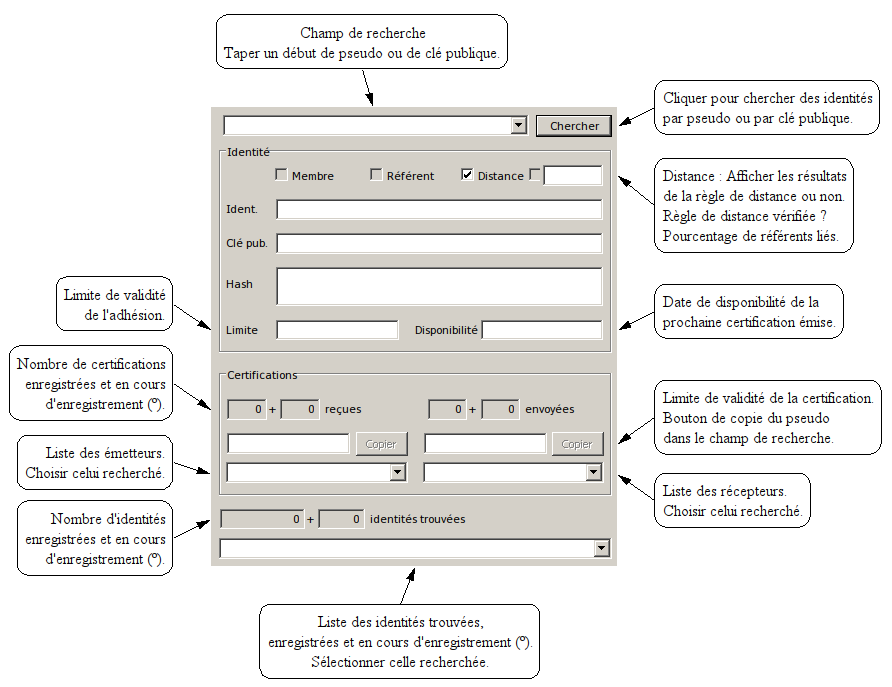 Champ de recherche
Taper un début de pseudo ou de clé publique.
Cliquer pour chercher des identités
par pseudo ou par clé publique.
Chercher
Identité
Membre
Référent
Distance
Distance : Afficher les résultats
de la règle de distance ou non.
Règle de distance vérifiée ?
Pourcentage de référents liés.
Ident.
Clé pub.
Hash
Limite de validité
de l'adhésion.
Limite
Disponibilité
Date de disponibilité de la
prochaine certification émise.
Nombre de certifications
enregistrées et en cours
d'enregistrement (º).
Certifications
0 + 0 reçues
0 + 0 envoyées
Copier
Copier
Limite de validité de la certification.
Bouton de copie du pseudo
dans le champ de recherche.
Liste des émetteurs.
Choisir celui recherché.
Liste des récepteurs.
Choisir celui recherché.
Nombre d'identités
enregistrées et en cours
d'enregistrement (º).
0 + 0 identités trouvées
Liste des identités trouvées,
enregistrées et en cours d'enregistrement (º).
Sélectionner celle recherchée.